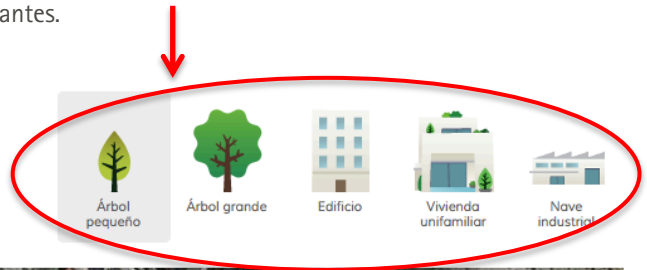 antes.
Árbol
pequeño
Árbol grande
Edificio
Vivienda
unifamiliar
Nave
industrial